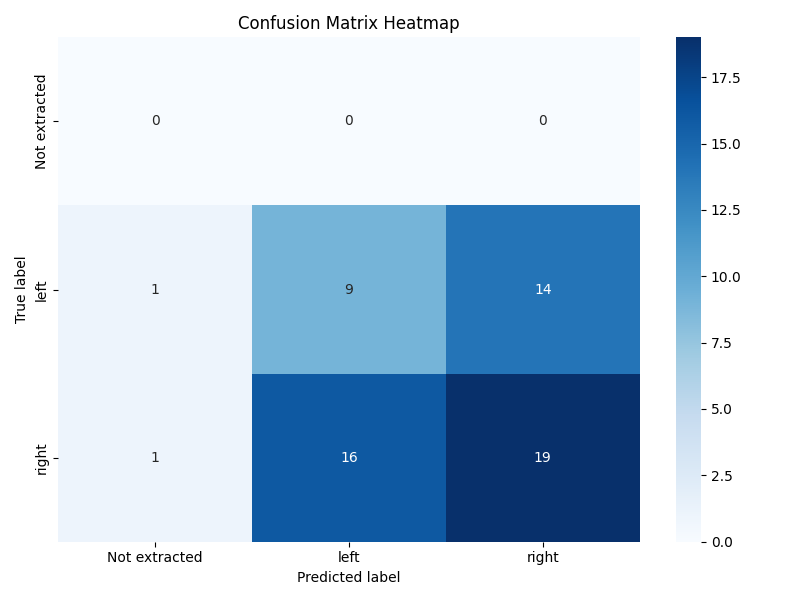 Confusion Matrix Heatmap
True label
Not extracted
left
right
0 0 0
1 9 14
1 16 19
Not extracted left right
Predicted label
17.5
15.0
12.5
10.0
7.5
5.0
2.5
0.0